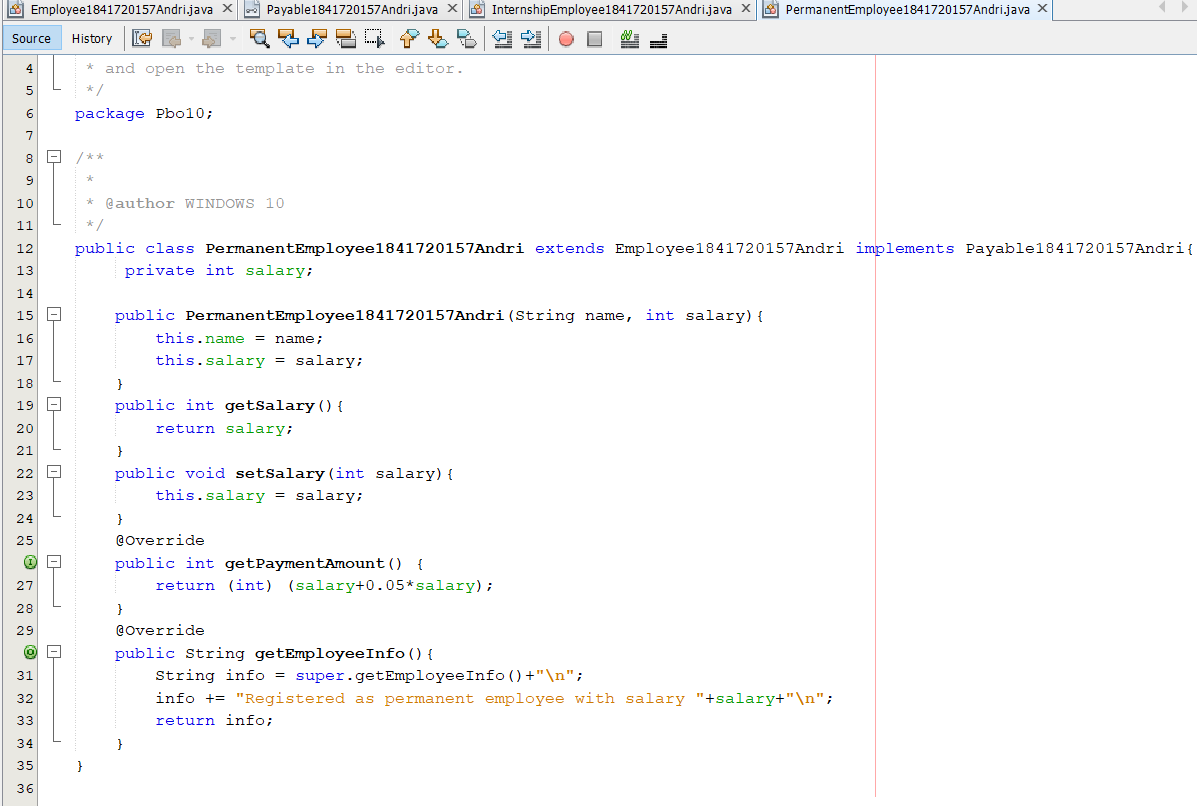 Employee1841720157Andri.java Payable1841720157Andri.java InternshipEmployee1841720157Andri.java PermanentEmployee1841720157Andri.java
Source History
4 * and open the template in the editor.
5 */
6 package Pbo10;
7
8 /**
9 *
10 * @author WINDOWS 10
11 */
12 public class PermanentEmployee1841720157Andri extends Employee1841720157Andri implements Payable1841720157Andri{
13 private int salary;
14
15 public PermanentEmployee1841720157Andri(String name, int salary){
16 this.name = name;
17 this.salary = salary;
18 }
19 public int getSalary(){
20 return salary;
21 }
22 public void setSalary(int salary){
23 this.salary = salary;
24 }
25 @Override
public int getPaymentAmount() {
27 return (int) (salary+0.05*salary);
28 }
29 @Override
public String getEmployeeInfo(){
31 String info = super.getEmployeeInfo()+"\n";
32 info += "Registered as permanent employee with salary "+salary+"\n";
33 return info;
34 }
35 }
36